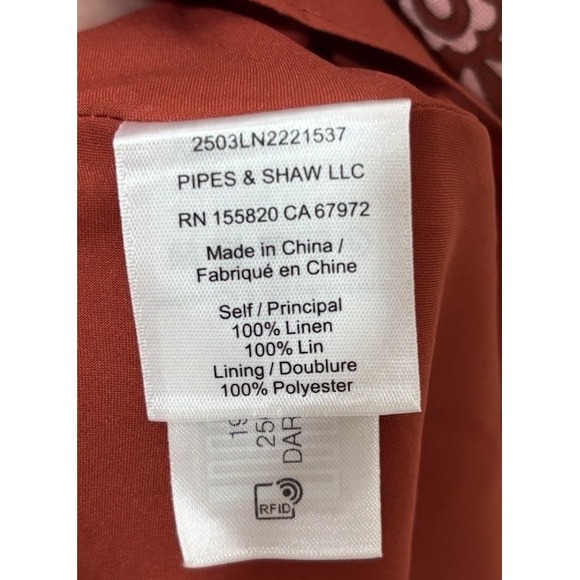 2503LN2221537
PIPES & SHAW LLC
RN 155820 CA 67972
Made in China /
Fabriqué en Chine
Self / Principal
100% Linen
100% Lin
Lining / Doublure
100% Polyester
DAR
RFID